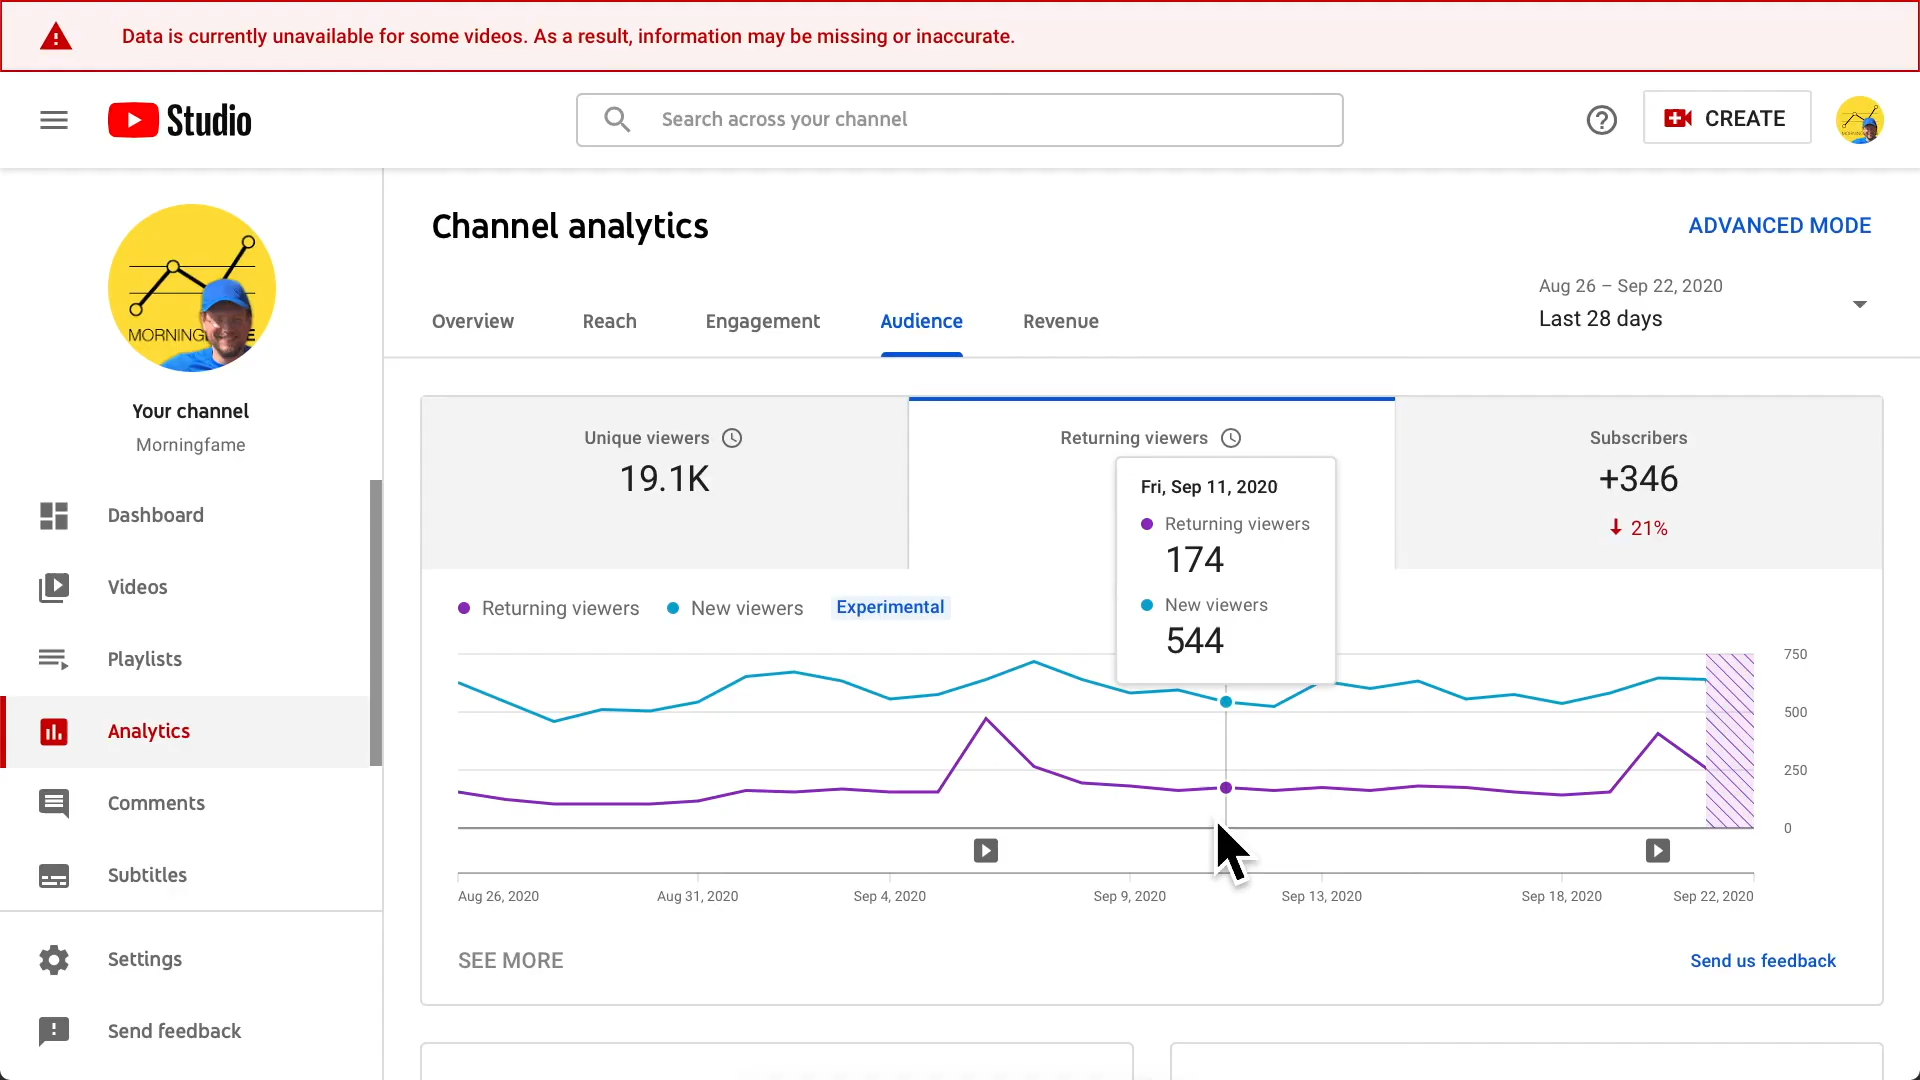 Data is currently unavailable for some videos. As a result, information may be missing or inaccurate.
Studio
Search across your channel
CREATE
MORNING E
Your channel
Morningfame
Dashboard
Videos
Playlists
Analytics
Comments
Subtitles
Settings
Send feedback
Channel analytics
ADVANCED MODE
Overview
Reach
Engagement
Audience
Revenue
Aug 26 – Sep 22, 2020
Last 28 days
Unique viewers
19.1K
Returning viewers
Subscribers
+346
21%
Fri, Sep 11, 2020
Returning viewers
174
New viewers
544
Returning viewers
New viewers
Experimental
750
500
250
0
Aug 26, 2020
Aug 31, 2020
Sep 4, 2020
Sep 9, 2020
Sep 13, 2020
Sep 18, 2020
Sep 22, 2020
SEE MORE
Send us feedback